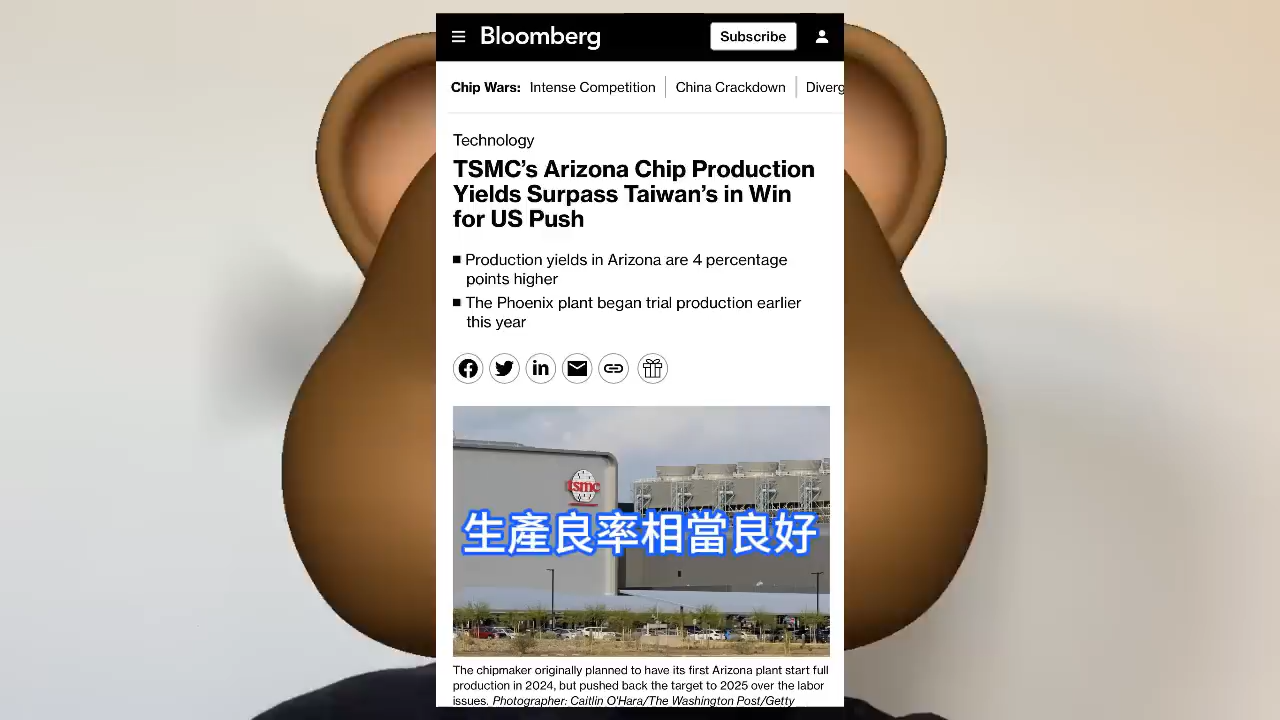 Bloomberg
Subscribe
Chip Wars: Intense Competition China Crackdown Diverg
Technology
TSMC’s Arizona Chip Production
Yields Surpass Taiwan’s in Win
for US Push
Production yields in Arizona are 4 percentage
points higher
The Phoenix plant began trial production earlier
this year
tsmc
生產良率相當良好
The chipmaker originally planned to have its first Arizona plant start full
production in 2024, but pushed back the target to 2025 over the labor
issues. Photographer: Caitlin O'Hara/The Washington Post/Getty